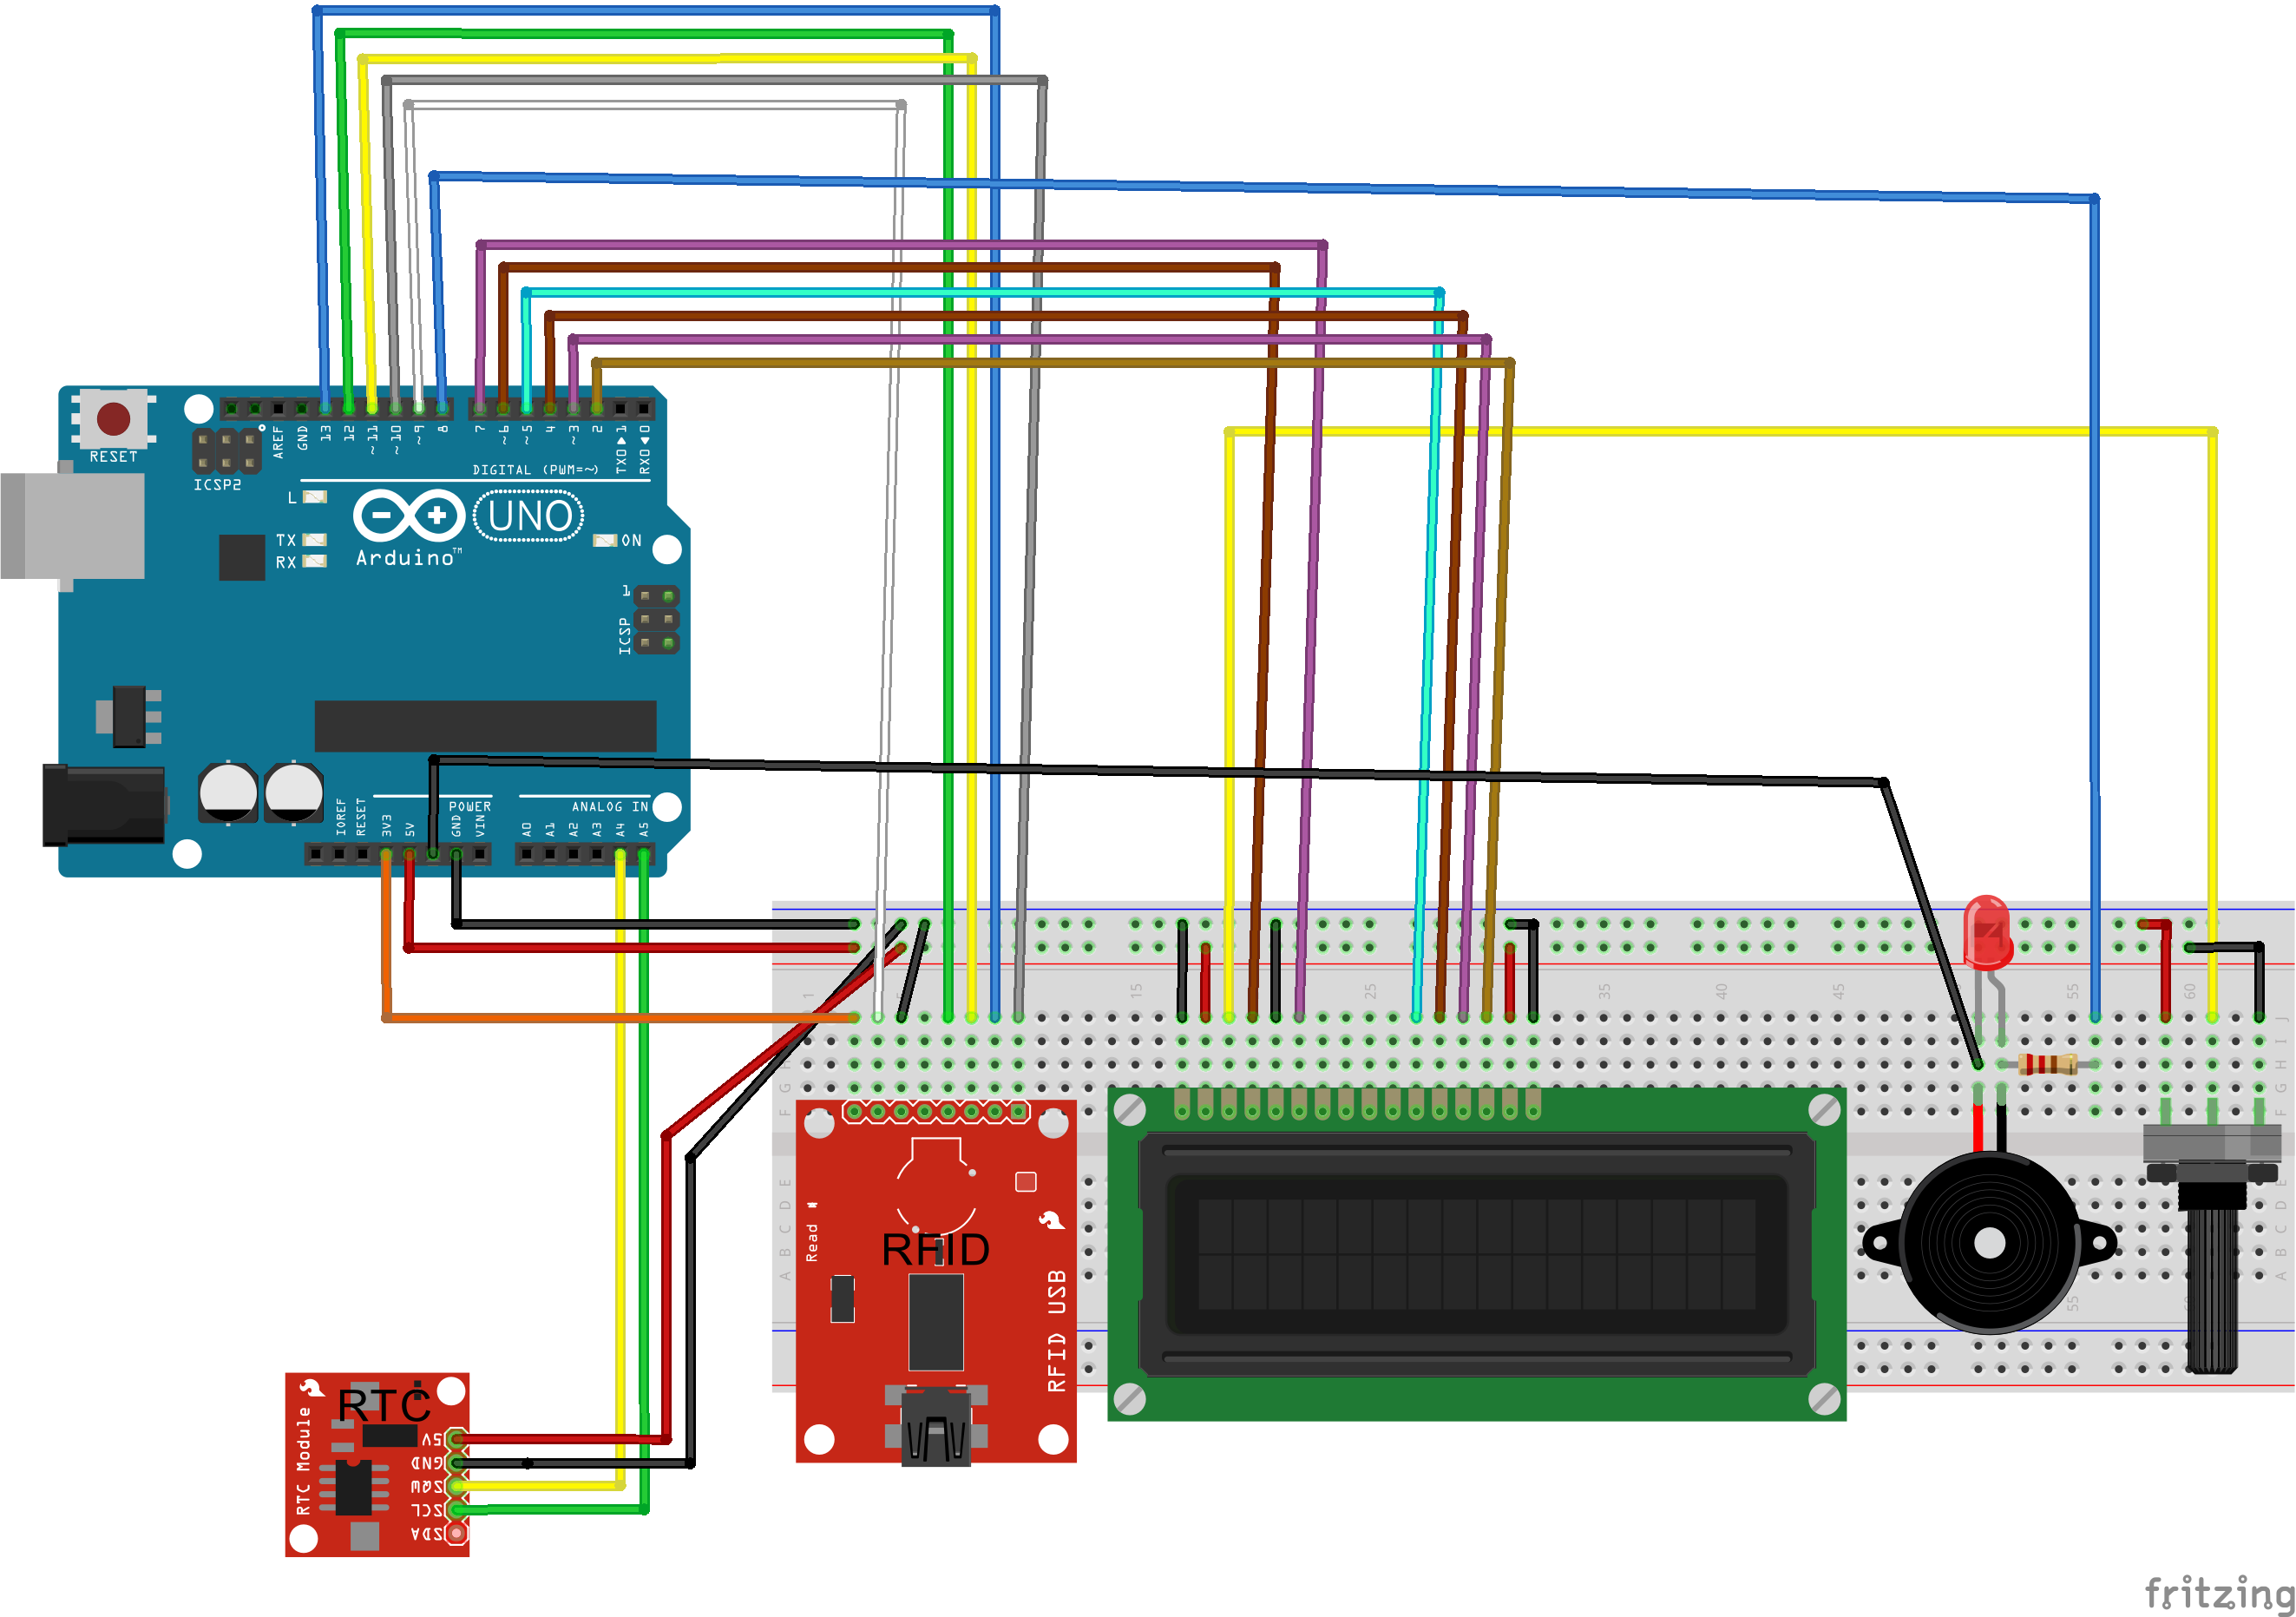 RESET
ICSP2
AREF
GND
13
12
~11
~10
~9
8
7
~6
~5
4
~3
2
TX0▶1
RX0◀0
DIGITAL (PWM=~)
L
TX
RX
UNO
Arduino™
ON
1
ICSP
IOREF
RESET
3V3
5V
GND
VIN
POWER
A0
A1
A2
A3
A4
A5
ANALOG IN
1
15
25
35
40
45
55
60
J
I
H
G
F
E
D
C
B
A
H
G
F
E
D
C
B
A
55
Read
RFID
RFID USB
RTC
RTC Module
5V
GND
SQW
SCL
SDA
fritzing